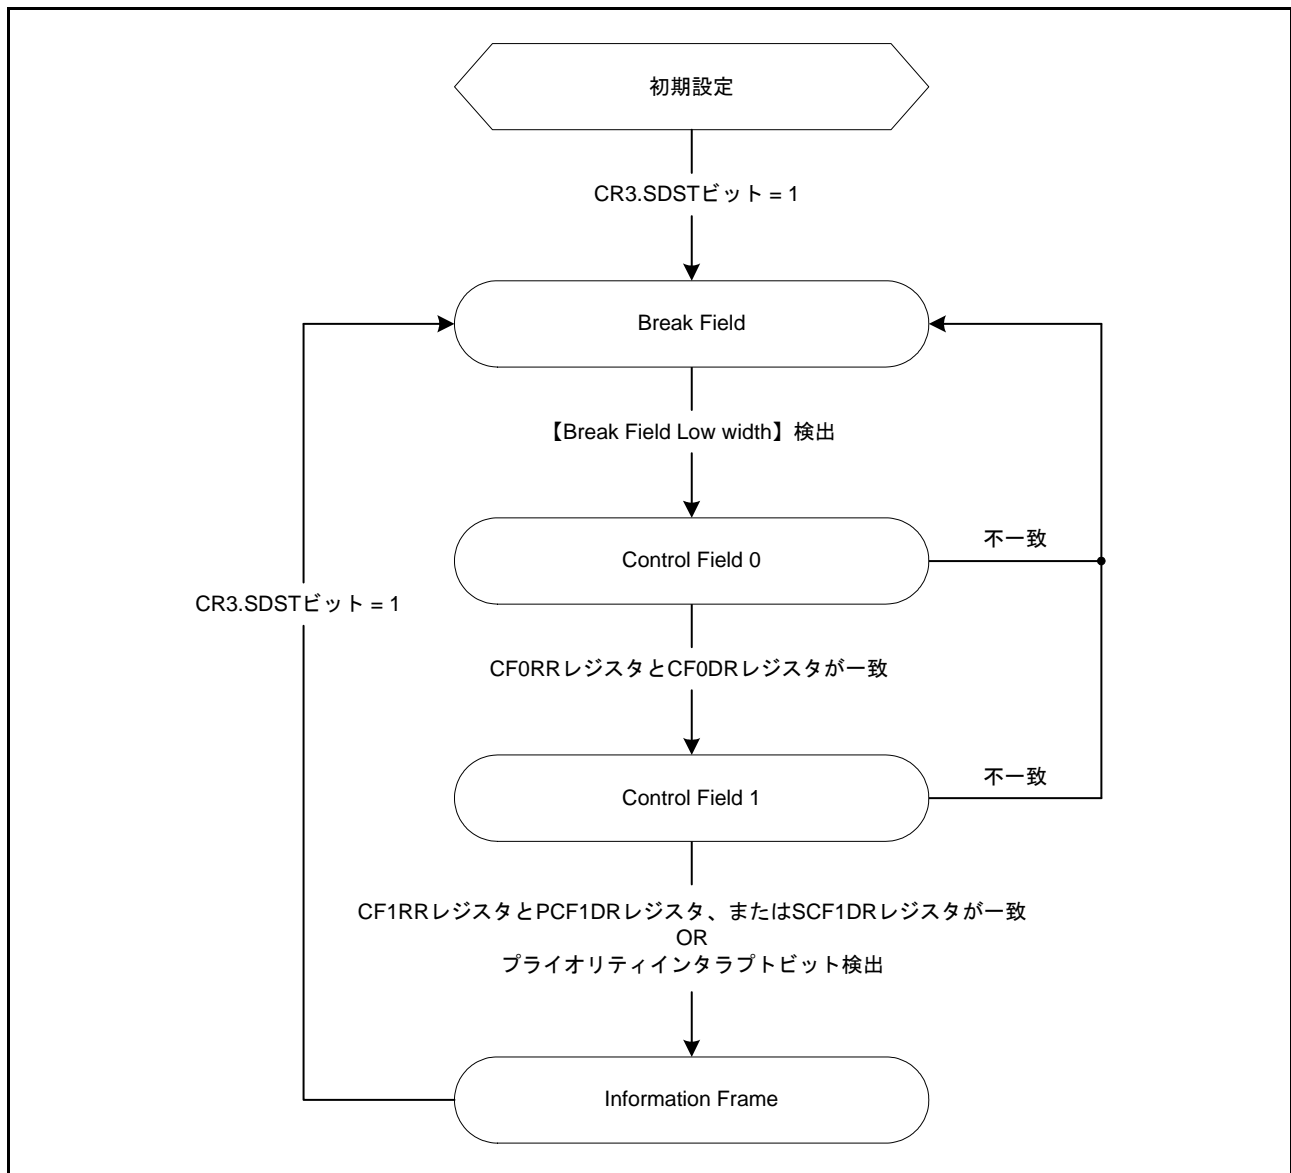 初期設定
CR3.SDSTビット = 1
Break Field
【Break Field Low width】検出
Control Field 0
不一致
CR3.SDSTビット = 1
CF0RRレジスタとCF0DRレジスタが一致
Control Field 1
不一致
CF1RRレジスタとPCF1DRレジスタ、またはSCF1DRレジスタが一致
OR
プライオリティインタラプトビット検出
Information Frame